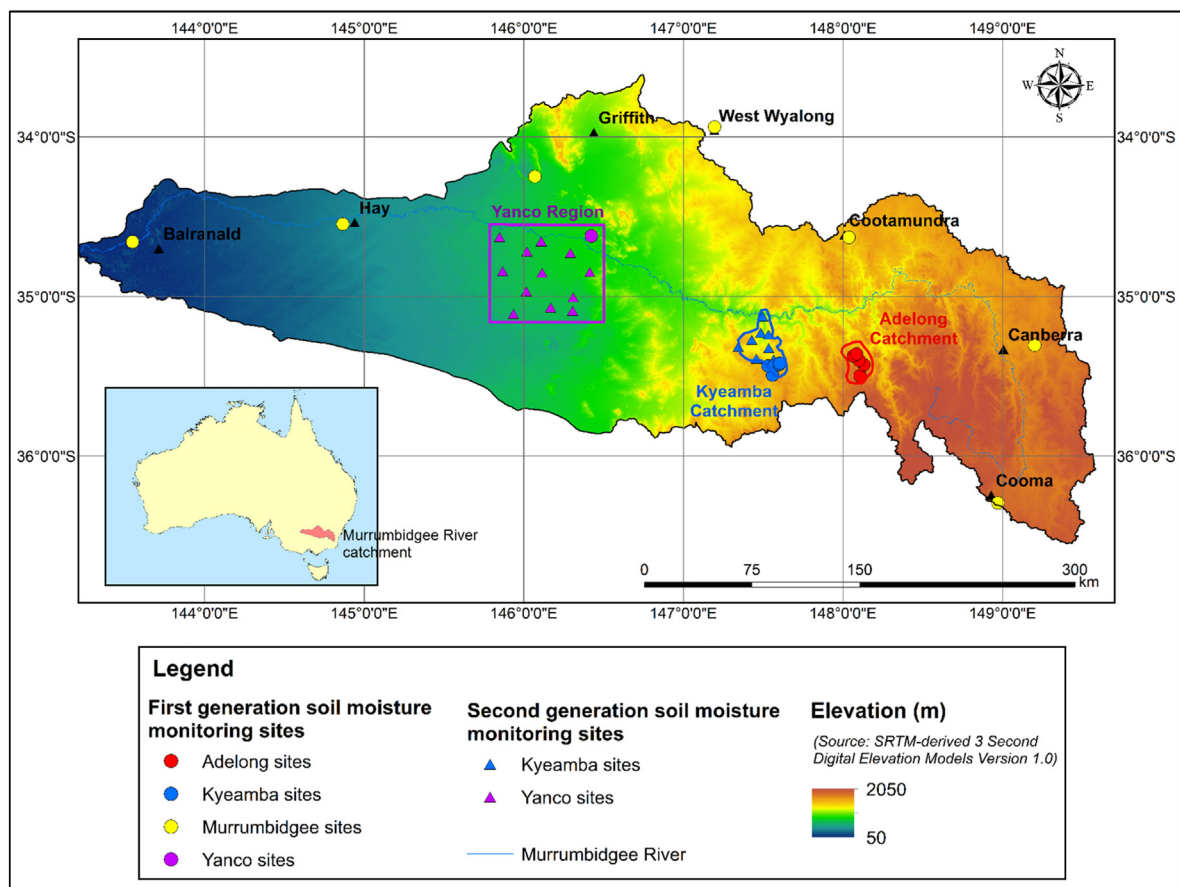 144°0'0"E 145°0'0"E 146°0'0"E 147°0'0"E 148°0'0"E 149°0'0"E
N
W E
S
34°0'0"S 34°0'0"S
Griffith
West Wyalong
Hay
Yanco Region
Cootamundra
Balranald
35°0'0"S 35°0'0"S
Adelong
Catchment
Canberra
Kyeamba
Catchment
36°0'0"S 36°0'0"S
Cooma
Murrumbidgee River
catchment
0 75 150 300
km
144°0'0"E 145°0'0"E 146°0'0"E 147°0'0"E 148°0'0"E 149°0'0"E
Legend
First generation soil moisture
monitoring sites
Adelong sites
Kyeamba sites
Murrumbidgee sites
Yanco sites
Second generation soil moisture
monitoring sites
Kyeamba sites
Yanco sites
Murrumbidgee River
Elevation (m)
(Source: SRTM-derived 3 Second
Digital Elevation Models Version 1.0)
2050
50